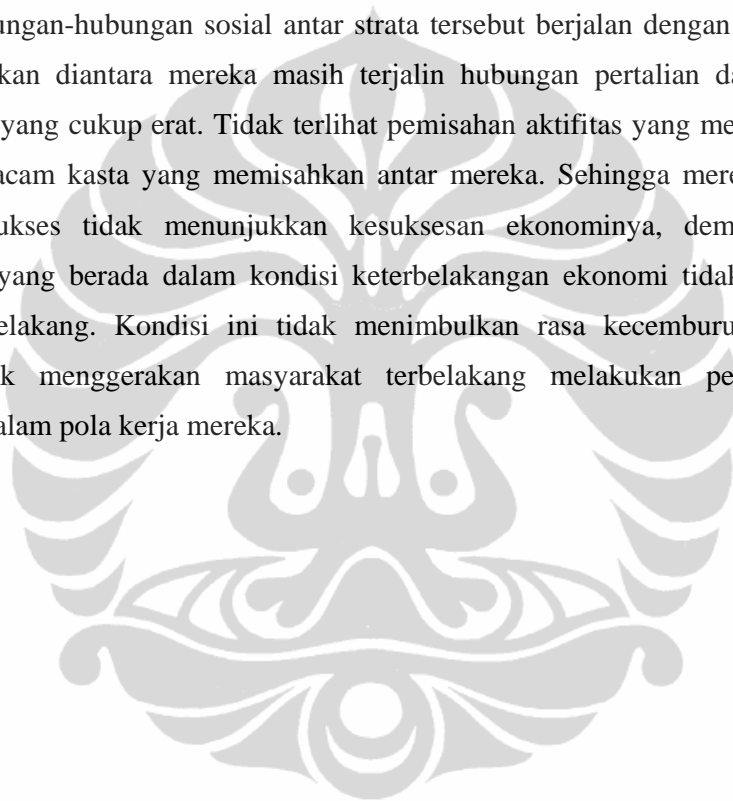 ungan-hubungan sosial antar strata tersebut berjalan dengan
kan diantara mereka masih terjalin hubungan pertalian da
yang cukup erat. Tidak terlihat pemisahan aktifitas yang me
acam kasta yang memisahkan antar mereka. Sehingga mere
ukses tidak menunjukkan kesuksesan ekonominya, dem
yang berada dalam kondisi keterbelakangan ekonomi tidak
elakang. Kondisi ini tidak menimbulkan rasa kecemburu
k menggerakan masyarakat terbelakang melakukan pe
alam pola kerja mereka.